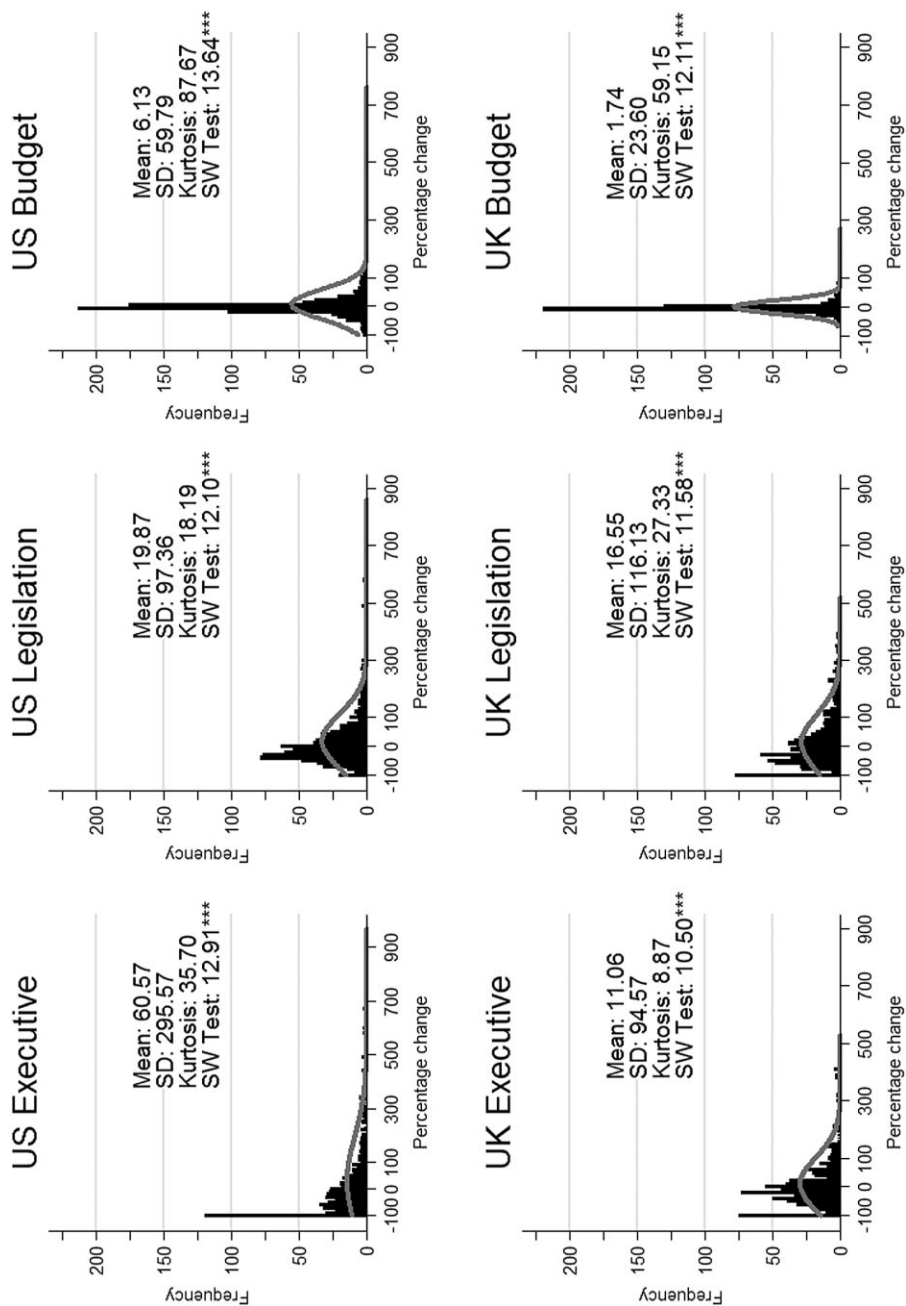 US Executive
Mean: 60.57
SD: 295.57
Kurtosis: 35.70
SW Test: 12.91***
Frequency
200
150
100
50
0
-100 0 100 300 500 700 900
Percentage change
US Legislation
Mean: 19.87
SD: 97.36
Kurtosis: 18.19
SW Test: 12.10***
Frequency
200
150
100
50
0
-100 0 100 300 500 700 900
Percentage change
US Budget
Mean: 6.13
SD: 59.79
Kurtosis: 87.67
SW Test: 13.64***
Frequency
200
150
100
50
0
-100 0 100 300 500 700 900
Percentage change
UK Executive
Mean: 11.06
SD: 94.57
Kurtosis: 8.87
SW Test: 10.50***
Frequency
200
150
100
50
0
-100 0 100 300 500 700 900
Percentage change
UK Legislation
Mean: 16.55
SD: 116.13
Kurtosis: 27.33
SW Test: 11.58***
Frequency
200
150
100
50
0
-100 0 100 300 500 700 900
Percentage change
UK Budget
Mean: 1.74
SD: 23.60
Kurtosis: 59.15
SW Test: 12.11***
Frequency
200
150
100
50
0
-100 0 100 300 500 700 900
Percentage change